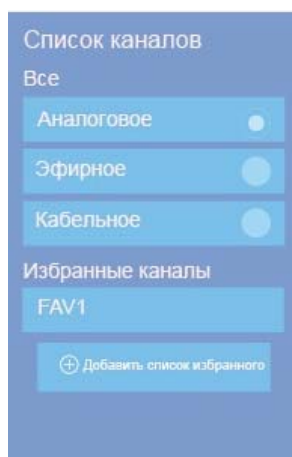 Список каналов
Все
Аналоговое
Эфирное
Кабельное
Избранные каналы
FAV1
Добавить список избранного